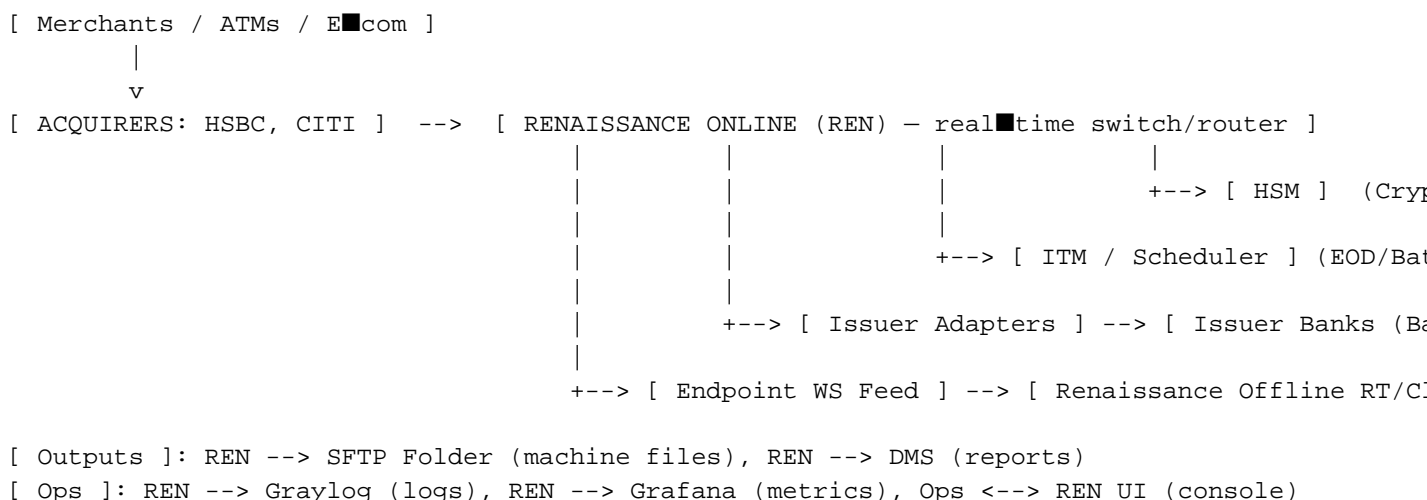 [ Merchants / ATMs / E■com ]
|
v
[ ACQUIRERS: HSBC, CITI ] --> [ RENAISSANCE ONLINE (REN) — real■time switch/router ]
| | | |
| | | +--> [ HSM ] (Cryp
| | |
| | +--> [ ITM / Scheduler ] (EOD/Bat
| |
| +--> [ Issuer Adapters ] --> [ Issuer Banks (Ba
|
+--> [ Endpoint WS Feed ] --> [ Renaissance Offline RT/Cl
[ Outputs ]: REN --> SFTP Folder (machine files), REN --> DMS (reports)
[ Ops ]: REN --> Graylog (logs), REN --> Grafana (metrics), Ops <--> REN UI (console)